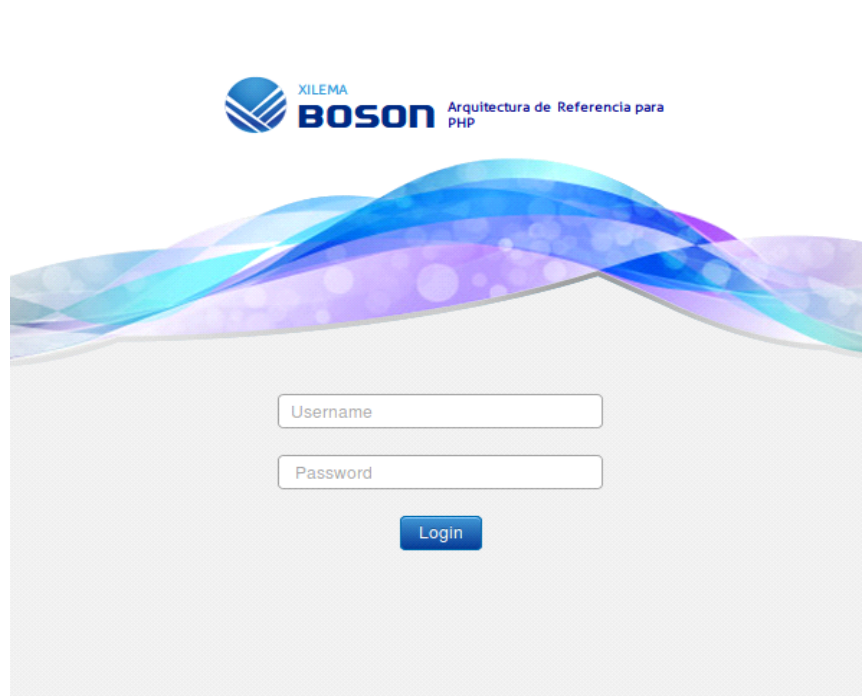 XILEMA
BOSON
Arquitectura de Referencia para
PHP
Username
Password
Login